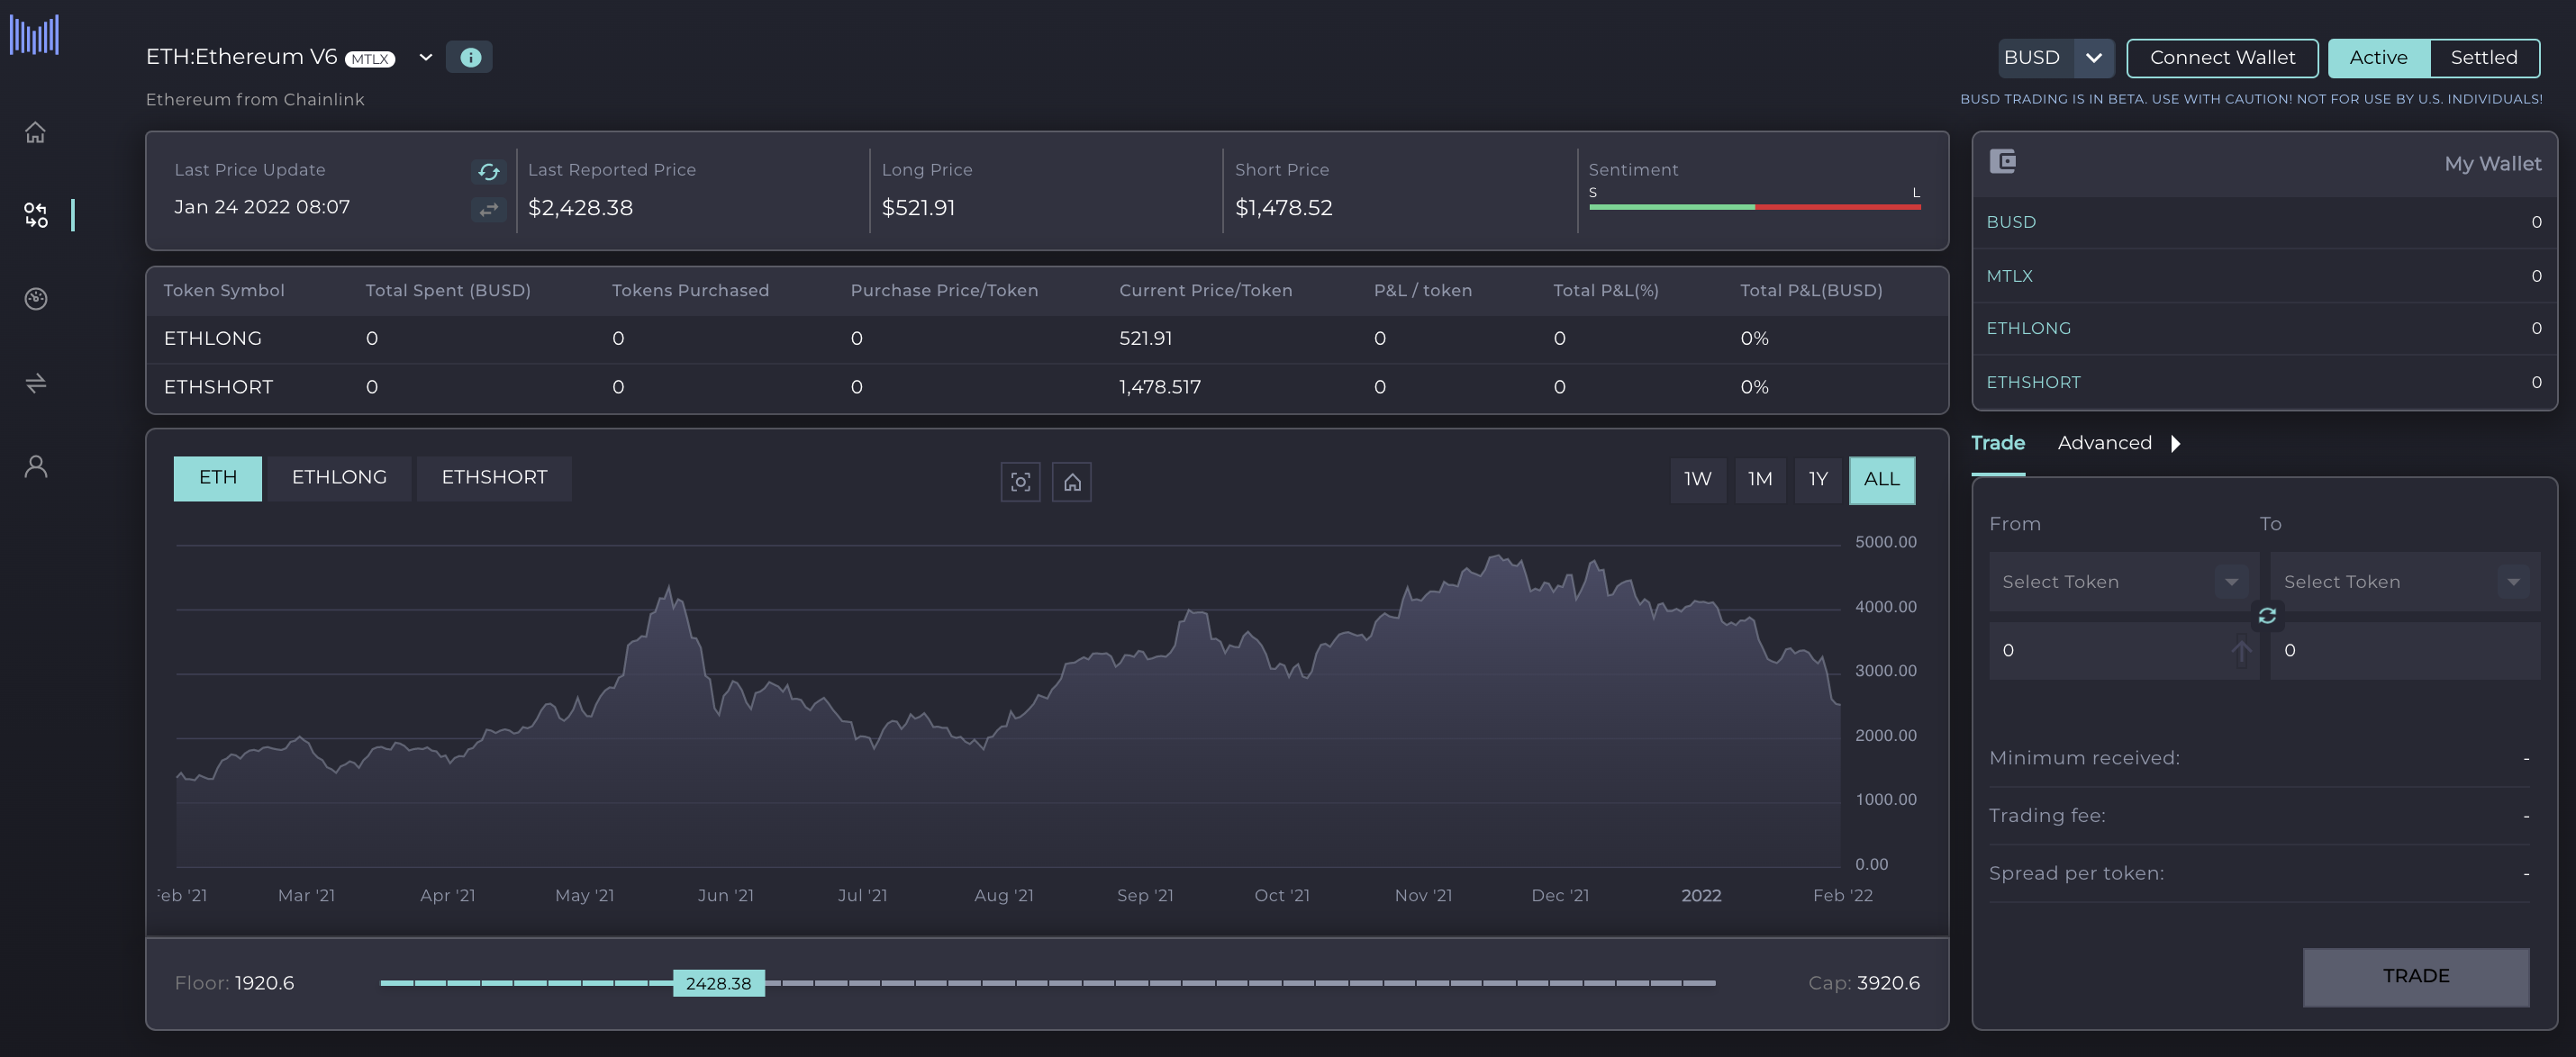 ETH:Ethereum V6 MTLX
BUSD
Connect Wallet
Active
Settled
Ethereum from Chainlink
BUSD TRADING IS IN BETA. USE WITH CAUTION! NOT FOR USE BY U.S. INDIVIDUALS!
Last Price Update
Jan 24 2022 08:07
Last Reported Price
$2,428.38
Long Price
$521.91
Short Price
$1,478.52
Sentiment
S L
Token Symbol Total Spent (BUSD) Tokens Purchased Purchase Price/Token Current Price/Token P&L / token Total P&L(%) Total P&L(BUSD)
ETHLONG 0 0 0 521.91 0 0 0%
ETHSHORT 0 0 0 1,478.517 0 0 0%
ETH ETHLONG ETHSHORT
1W 1M 1Y ALL
5000.00
4000.00
3000.00
2000.00
1000.00
0.00
eb '21 Mar '21 Apr '21 May '21 Jun '21 Jul '21 Aug '21 Sep '21 Oct '21 Nov '21 Dec '21 2022 Feb '22
Floor: 1920.6
2428.38
Cap: 3920.6
My Wallet
BUSD 0
MTLX 0
ETHLONG 0
ETHSHORT 0
Trade Advanced
From To
Select Token Select Token
0 0
Minimum received: -
Trading fee: -
Spread per token: -
TRADE